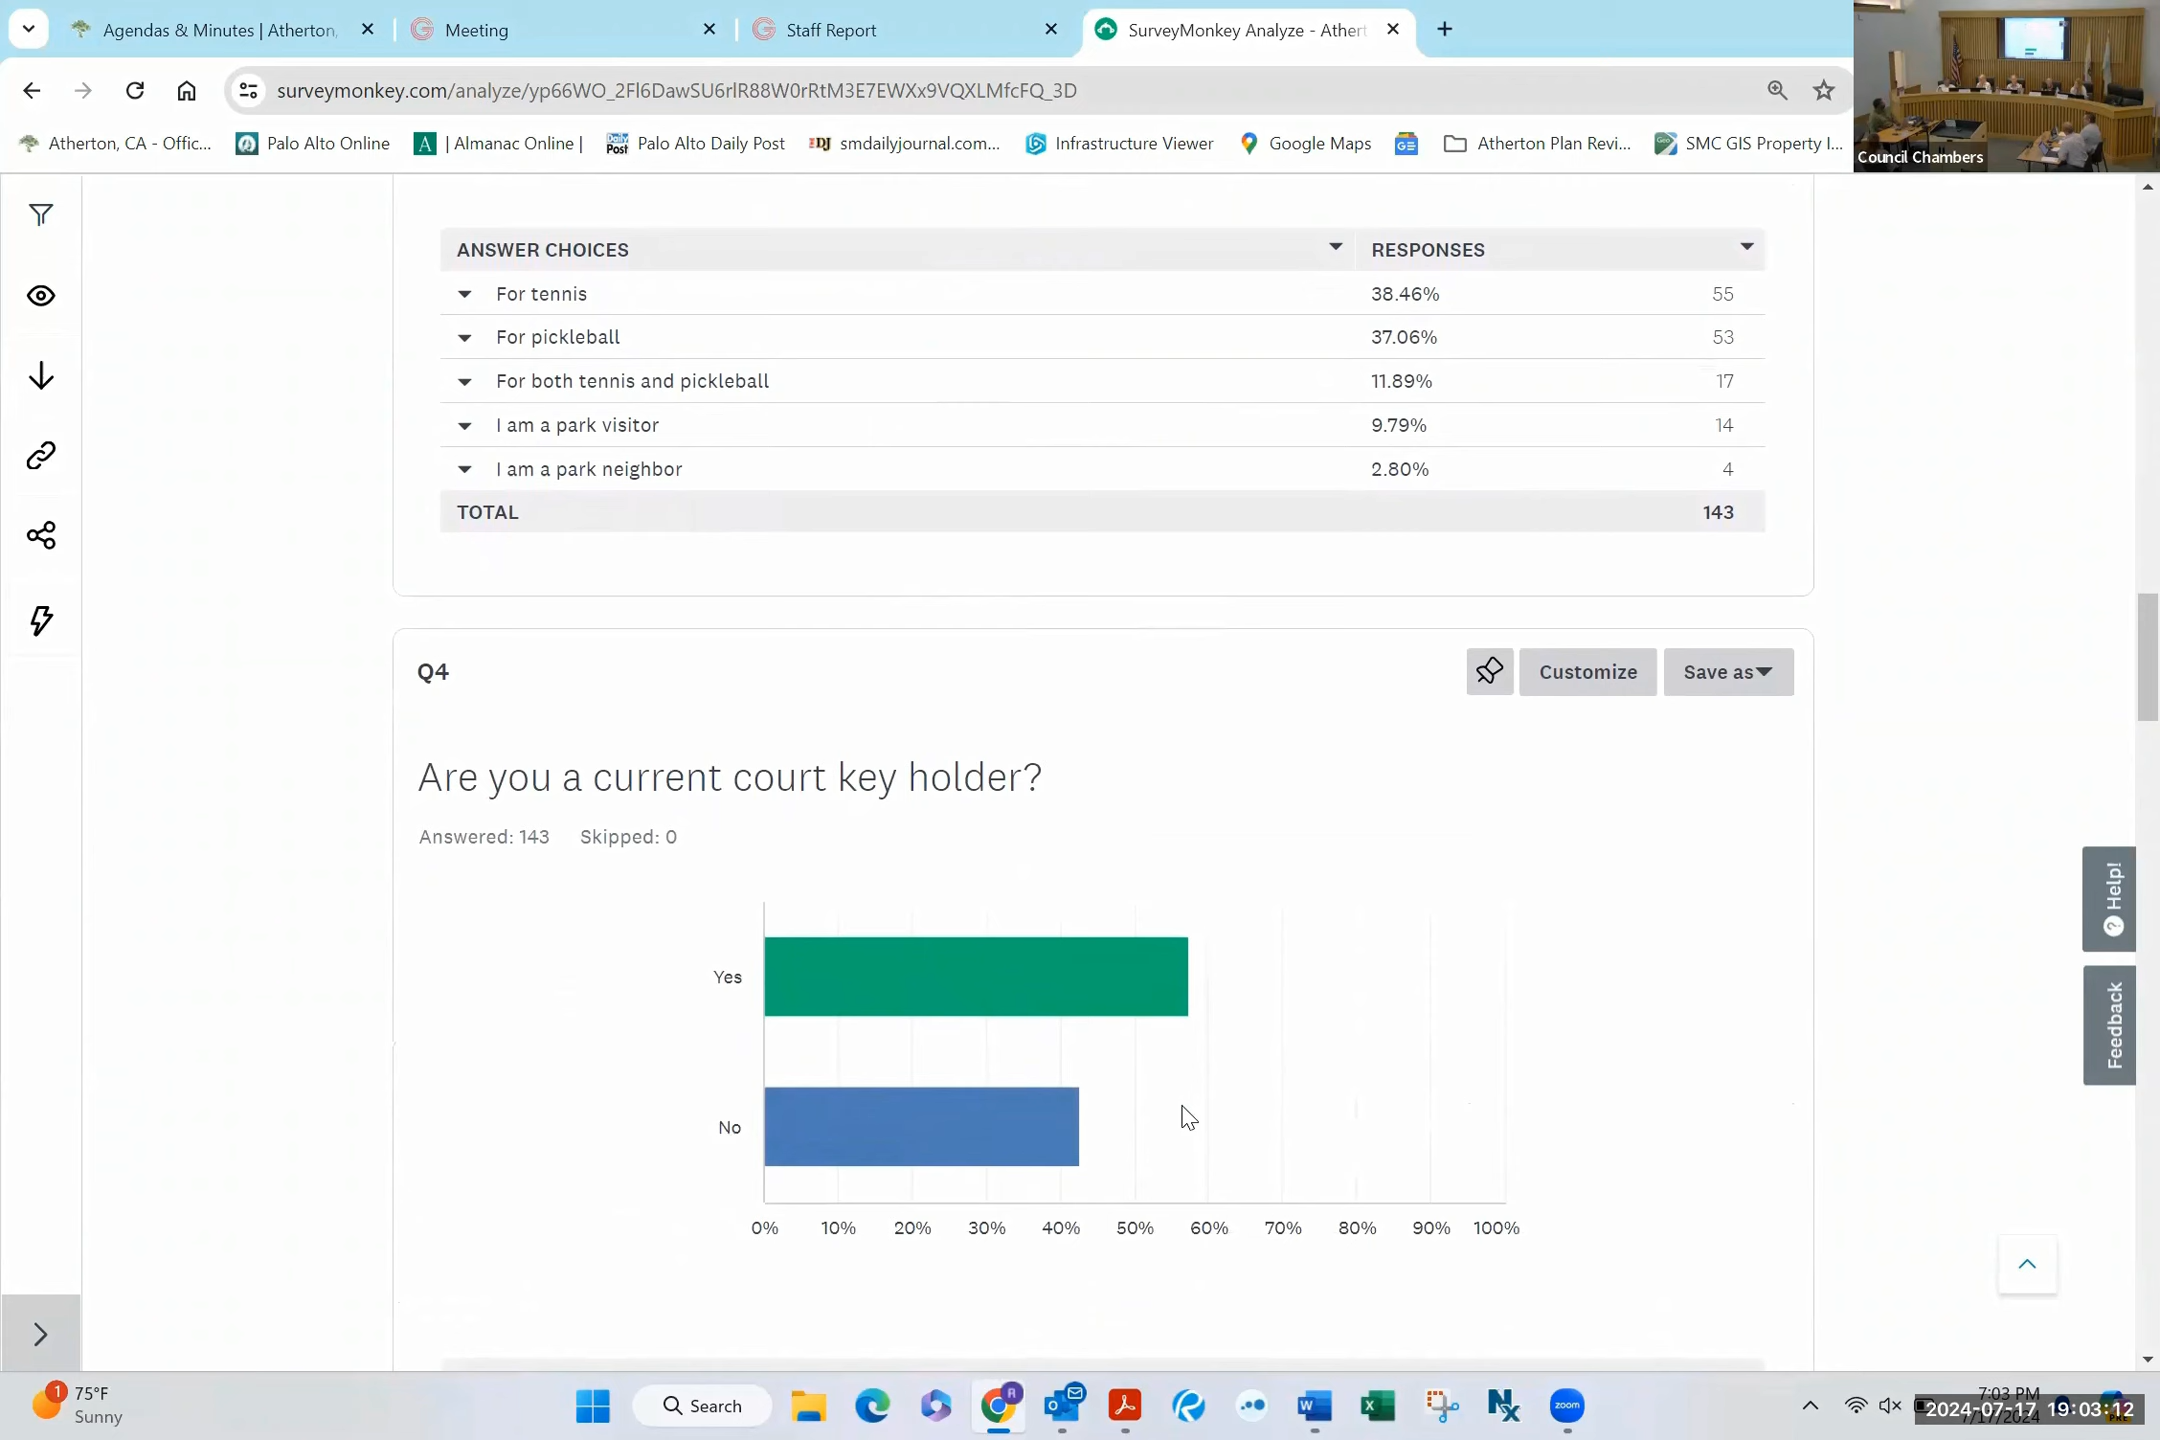 Agendas & Minutes | Atherton,
Meeting
Staff Report
SurveyMonkey Analyze - Ather
surveymonkey.com/analyze/yp66WO_2Fl6DawSU6rlR88W0rRtM3E7EWXx9VQXLMfcFQ_3D
Atherton, CA - Offic...
Palo Alto Online
A | Almanac Online |
Daily Post Palo Alto Daily Post
DJ smdailyjournal.com...
Infrastructure Viewer
Google Maps
Atherton Plan Revi...
SMC GIS Property I...
Council Chambers
ANSWER CHOICES RESPONSES
For tennis 38.46% 55
For pickleball 37.06% 53
For both tennis and pickleball 11.89% 17
I am a park visitor 9.79% 14
I am a park neighbor 2.80% 4
TOTAL 143
Q4
Customize
Save as
Are you a current court key holder?
Answered: 143 Skipped: 0
Yes
No
0% 10% 20% 30% 40% 50% 60% 70% 80% 90% 100%
Help!
Feedback
1
75°F
Sunny
Search
R
zoom
7:03 PM
2024-07-17 19:03:12